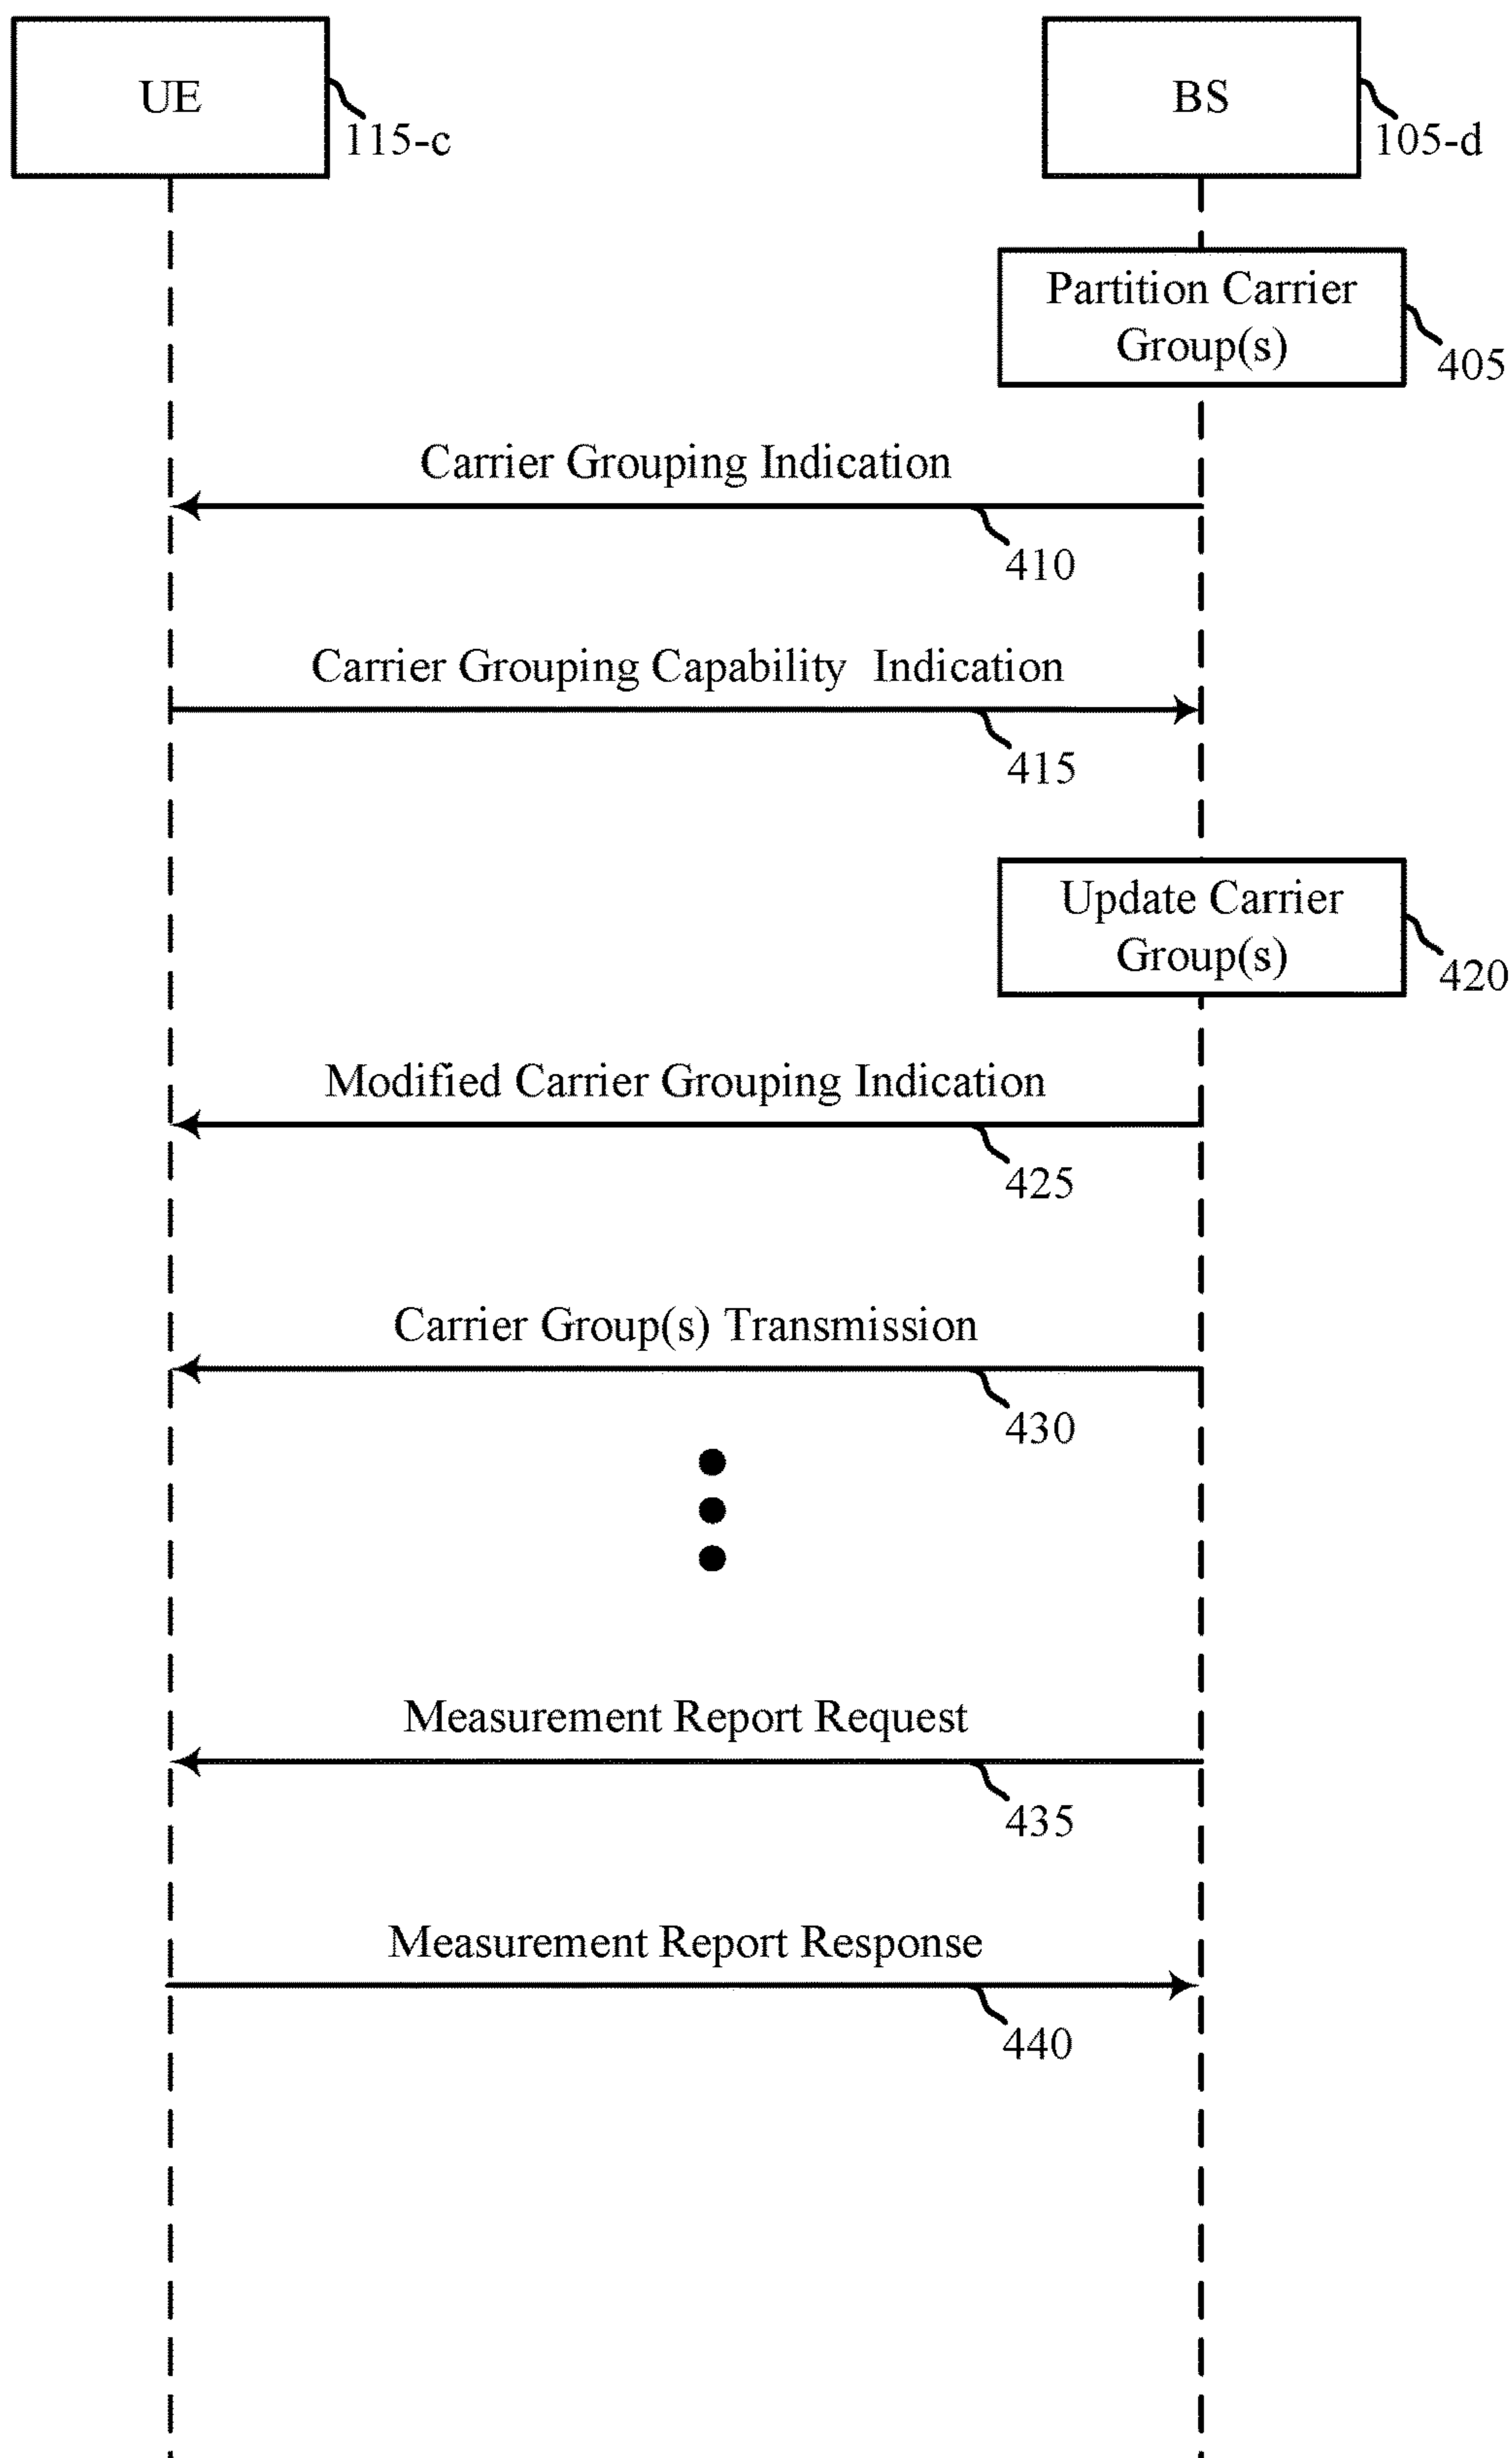 UE
115-c
BS
105-d
Partition Carrier
Group(s)
405
Carrier Grouping Indication
410
Carrier Grouping Capability Indication
415
Update Carrier
Group(s)
420
Modified Carrier Grouping Indication
425
Carrier Group(s) Transmission
430
Measurement Report Request
435
Measurement Report Response
440